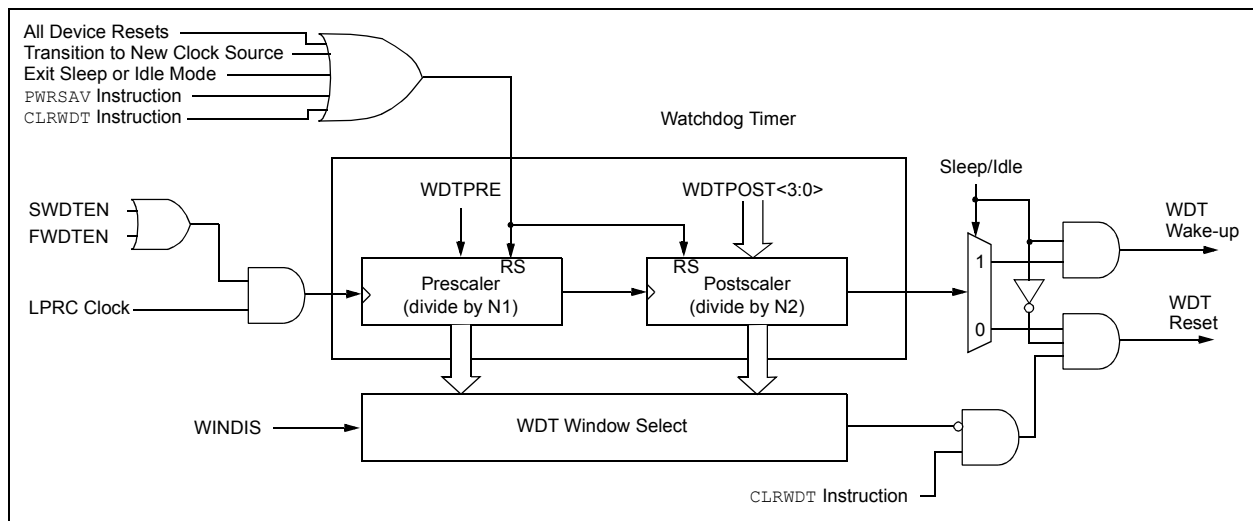 All Device Resets
Transition to New Clock Source
Exit Sleep or Idle Mode
PWRSAV Instruction
CLRWDT Instruction
Watchdog Timer
Sleep/Idle
WDTPRE
WDTPOST<3:0>
SWDTEN
FWDTEN
WDT
Wake-up
RS
RS
1
Prescaler
(divide by N1)
Postscaler
(divide by N2)
LPRC Clock
WDT
Reset
0
WINDIS
WDT Window Select
CLRWDT Instruction